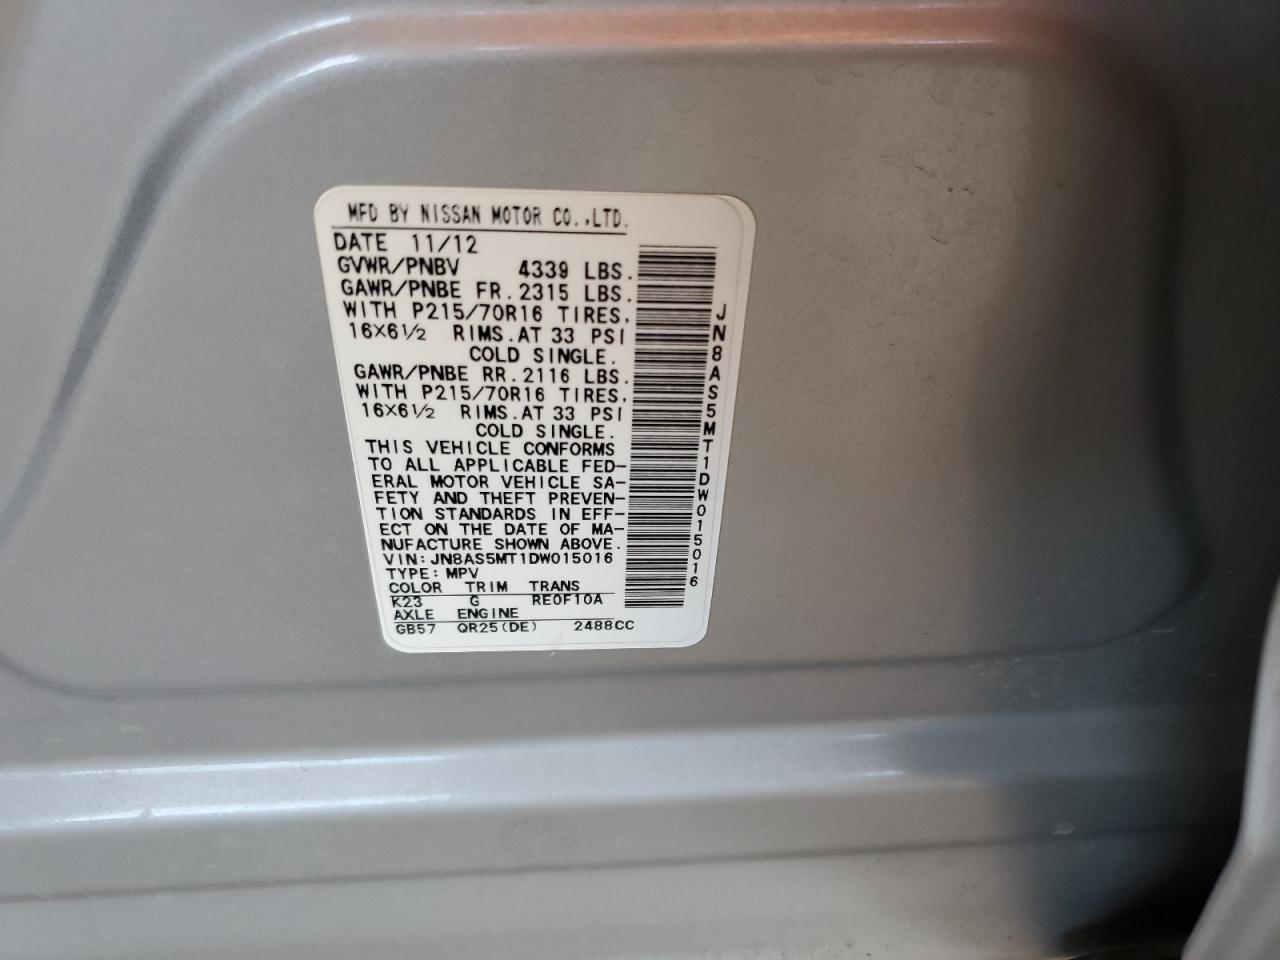 MFD BY NISSAN MOTOR CO.,LTD.
DATE 11/12
GVWR/PNBV 4339 LBS.
GAWR/PNBE FR.2315 LBS.
WITH P215/70R16 TIRES.
16×6½ RIMS.AT 33 PSI
COLD SINGLE.
GAWR/PNBE RR.2116 LBS.
WITH P215/70R16 TIRES.
16×6½ RIMS.AT 33 PSI
COLD SINGLE.
THIS VEHICLE CONFORMS
TO ALL APPLICABLE FED-
ERAL MOTOR VEHICLE SA-
FETY AND THEFT PREVEN-
TION STANDARDS IN EFF-
ECT ON THE DATE OF MA-
NUFACTURE SHOWN ABOVE.
VIN:JN8AS5MT1DW015016
TYPE:MPV
COLOR TRIM TRANS
K23 G RE0F10A
AXLE ENGINE
GB57 QR25(DE) 2488CC
JN8AS5MT1DW015016